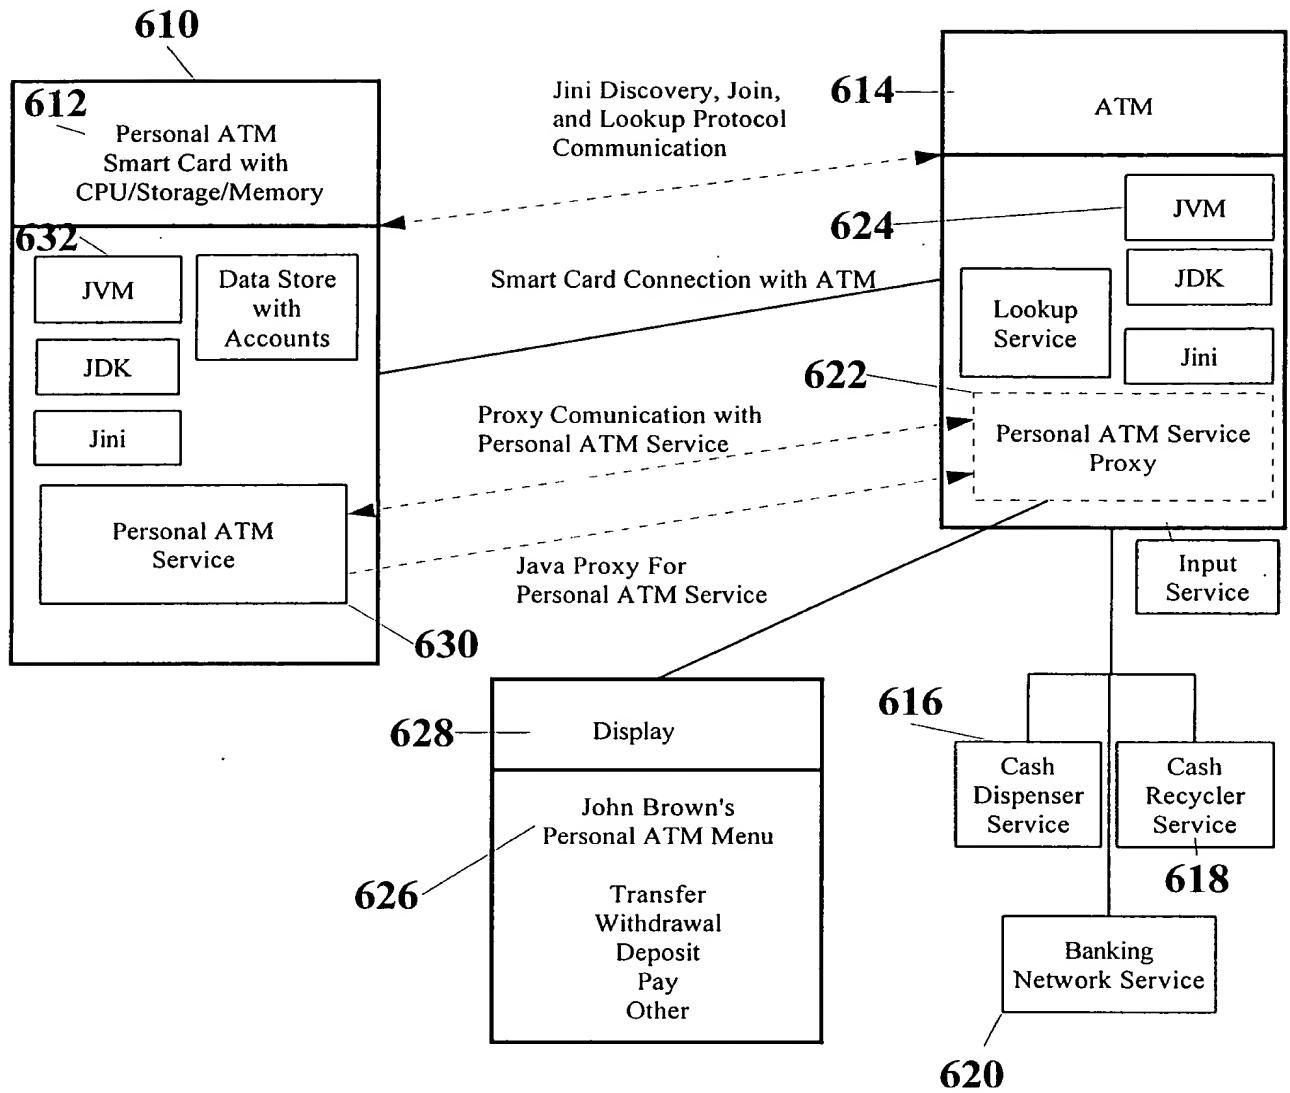 610
612
Personal ATM
Smart Card with
CPU/Storage/Memory
632
JVM
Data Store
with
Accounts
JDK
Jini
Personal ATM
Service
630
Jini Discovery, Join,
and Lookup Protocol
Communication
Smart Card Connection with ATM
Proxy Comunication with
Personal ATM Service
Java Proxy For
Personal ATM Service
614
ATM
624
JVM
JDK
Lookup
Service
Jini
622
Personal ATM Service
Proxy
Input
Service
628
Display
626
John Brown's
Personal ATM Menu
Transfer
Withdrawal
Deposit
Pay
Other
616
Cash
Dispenser
Service
Cash
Recycler
Service
618
Banking
Network Service
620